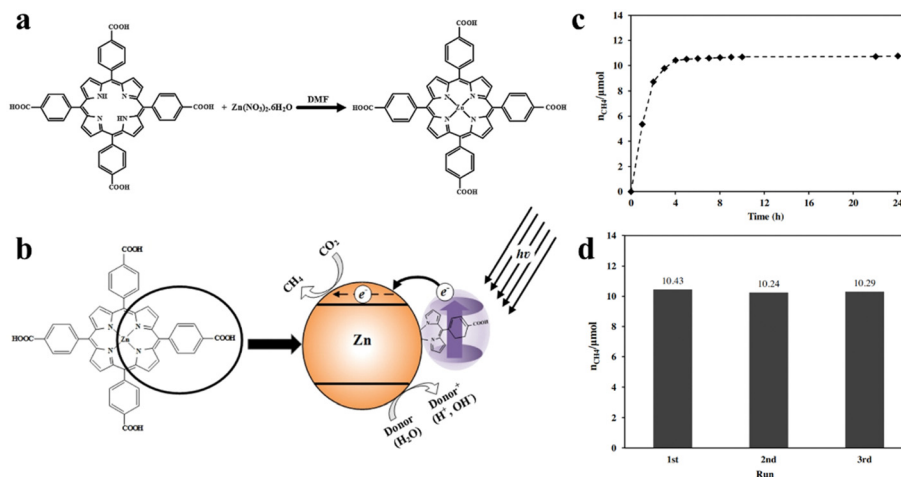 a
COOH
HOOC
NH
N
N
HN
COOH
COOH
+ Zn(NO3)2.6H2O
DMF
COOH
HOOC
N
N
Zn
N
N
COOH
COOH
b
COOH
HOOC
N
N
Zn
N
N
COOH
COOH
CO2
CH4
e-
e-
hυ
Zn
N
N
COOH
Donor
(H2O)
Donor+
(H+, OH-)
c
nCH4/μmol
14
12
10
8
6
4
2
0
0 4 8 12 16 20 24
Time (h)
d
nCH4/μmol
14
12
10
8
6
4
2
0
10.43
10.24
10.29
1st 2nd 3rd
Run